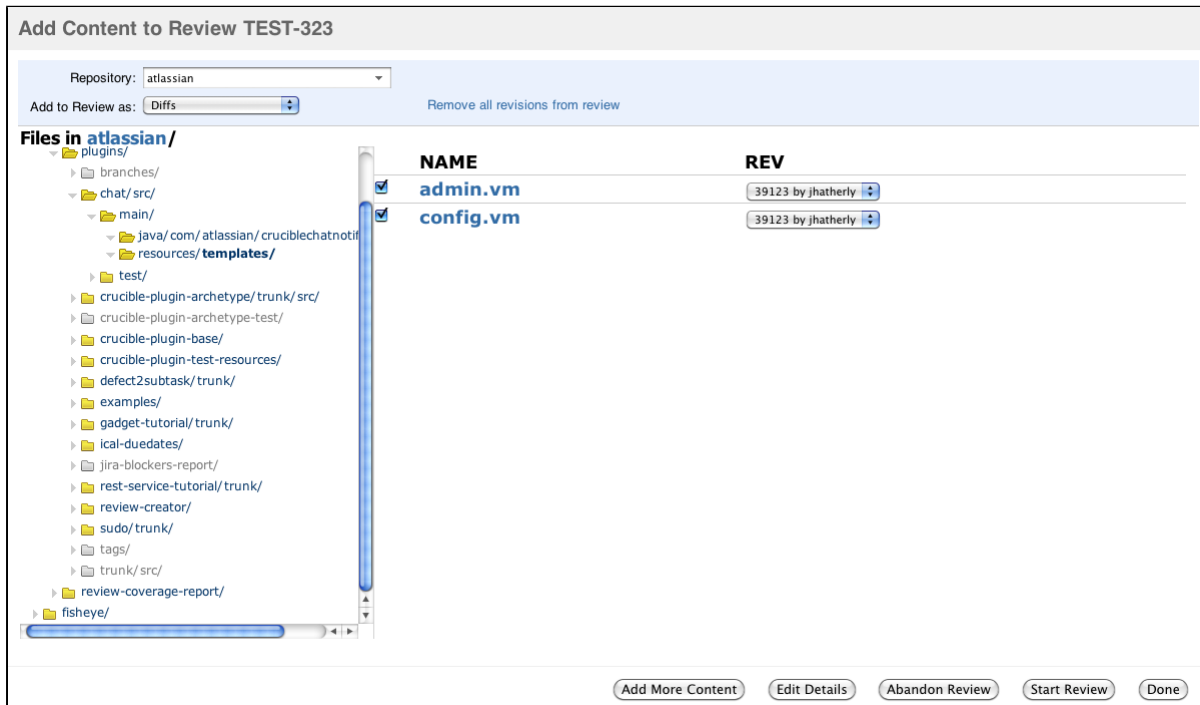 Add Content to Review TEST-323
Repository: atlassian
Add to Review as: Diffs
Remove all revisions from review
Files in atlassian/
plugins/
branches/
chat/src/
main/
java/com/atlassian/cruciblechatnotif
resources/templates/
test/
crucible-plugin-archetype/trunk/src/
crucible-plugin-archetype-test/
crucible-plugin-base/
crucible-plugin-test-resources/
defect2subtask/trunk/
examples/
gadget-tutorial/trunk/
ical-duedates/
jira-blockers-report/
rest-service-tutorial/trunk/
review-creator/
sudo/trunk/
tags/
trunk/src/
review-coverage-report/
fisheye/
NAME REV
admin.vm 39123 by jhatherly
config.vm 39123 by jhatherly
Add More Content Edit Details Abandon Review Start Review Done